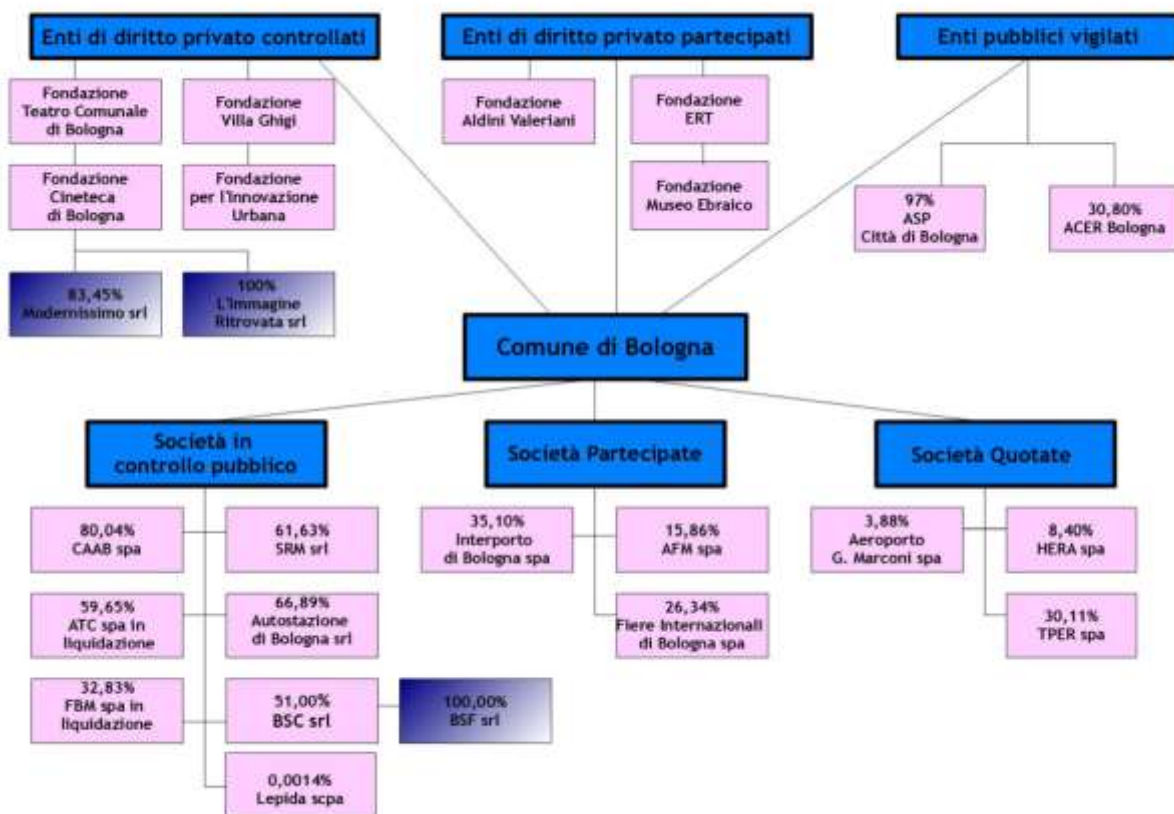 Enti di diritto privato controllati
Enti di diritto privato partecipati
Enti pubblici vigilati
Fondazione
Teatro Comunale
di Bologna
Fondazione
Villa Ghigi
Fondazione
Aldini Valeriani
Fondazione
ERT
Fondazione
Cineteca
di Bologna
Fondazione
per l'Innovazione
Urbana
Fondazione
Museo Ebraico
97%
ASP
Città di Bologna
30,80%
ACER Bologna
83,45%
Modernissimo srl
100%
L'Immagine
Ritrovata srl
Comune di Bologna
Società in
controllo pubblico
Società Partecipate
Società Quotate
80,04%
CAAB spa
61,63%
SRM srl
35,10%
Interporto
di Bologna spa
15,86%
AFM spa
3,88%
Aeroporto
G. Marconi spa
8,40%
HERA spa
59,65%
ATC spa in
liquidazione
66,89%
Autostazione
di Bologna srl
26,34%
Fiere Internazionali
di Bologna spa
30,11%
TPER spa
32,83%
FBM spa in
liquidazione
51,00%
BSC srl
100,00%
BSF srl
0,0014%
Lepida scpa